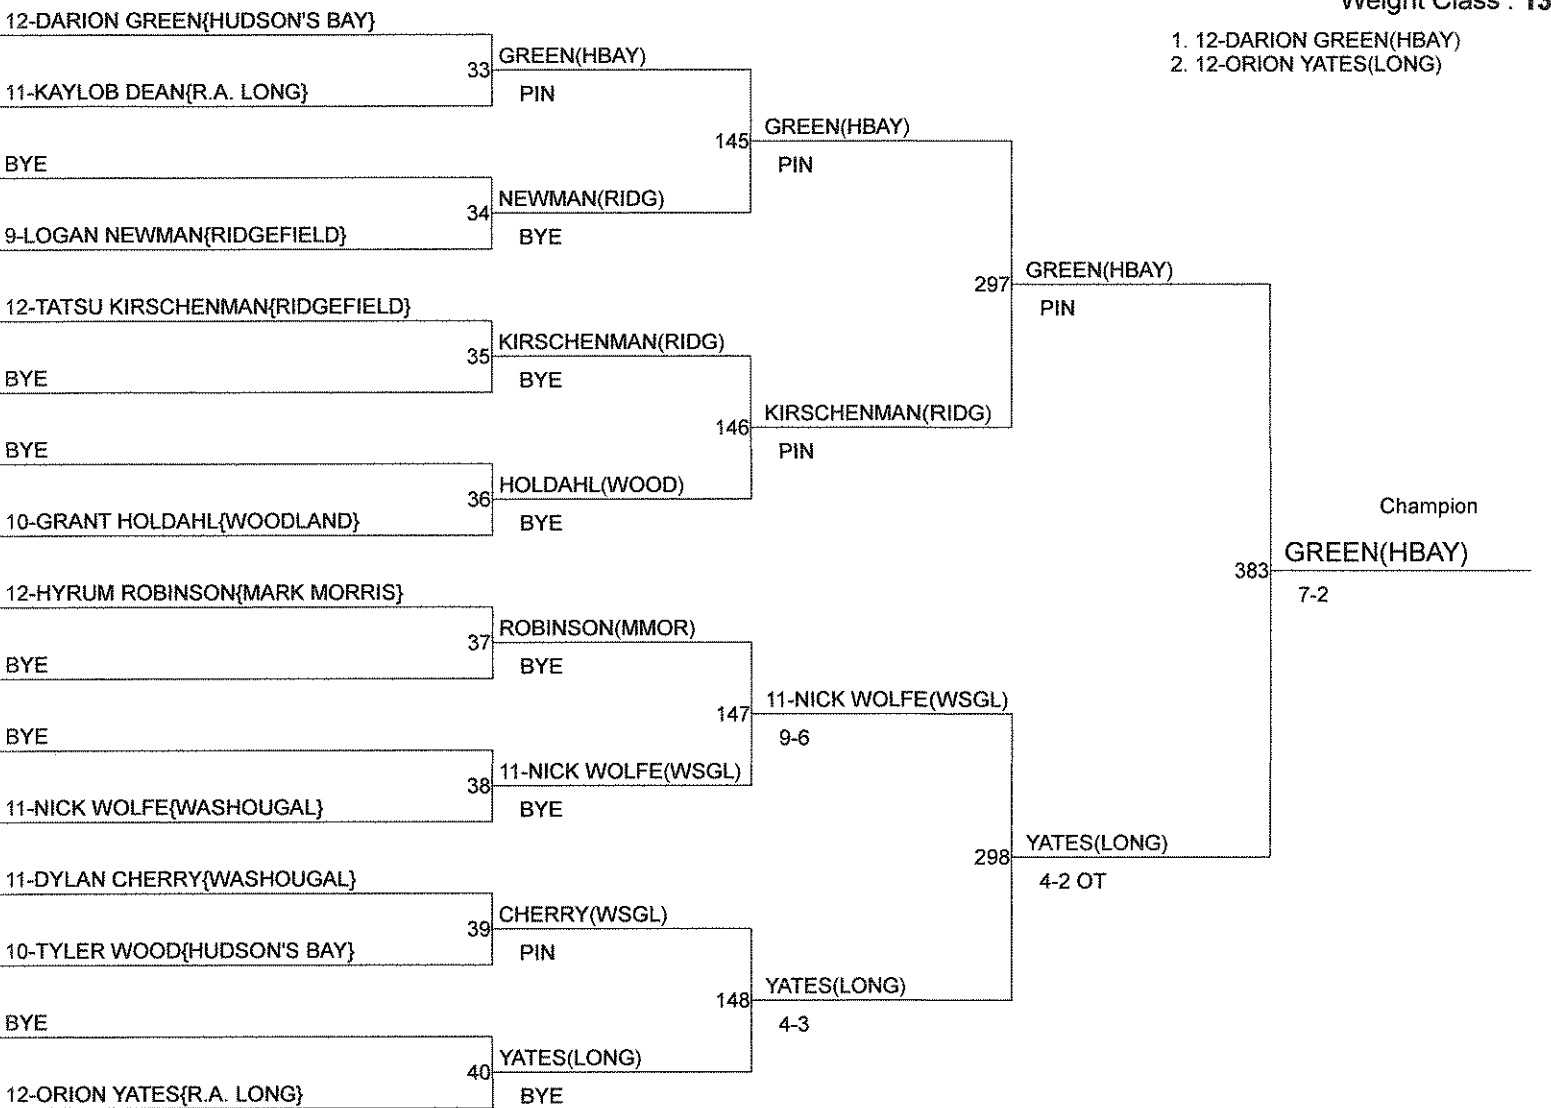 Weight Class : 13
1. 12-DARION GREEN(HBAY)
2. 12-ORION YATES(LONG)
12-DARION GREEN{HUDSON'S BAY}
33
GREEN(HBAY)
PIN
11-KAYLOB DEAN{R.A. LONG}
145
GREEN(HBAY)
PIN
BYE
34
NEWMAN(RIDG)
BYE
9-LOGAN NEWMAN{RIDGEFIELD}
297
GREEN(HBAY)
PIN
12-TATSU KIRSCHENMAN{RIDGEFIELD}
35
KIRSCHENMAN(RIDG)
BYE
BYE
146
KIRSCHENMAN(RIDG)
PIN
BYE
36
HOLDAHL(WOOD)
BYE
10-GRANT HOLDAHL{WOODLAND}
Champion
383
GREEN(HBAY)
7-2
12-HYRUM ROBINSON{MARK MORRIS}
37
ROBINSON(MMOR)
BYE
BYE
147
11-NICK WOLFE(WSGL)
9-6
BYE
38
11-NICK WOLFE(WSGL)
BYE
11-NICK WOLFE{WASHOUGAL}
298
YATES(LONG)
4-2 OT
11-DYLAN CHERRY{WASHOUGAL}
39
CHERRY(WSGL)
PIN
10-TYLER WOOD{HUDSON'S BAY}
148
YATES(LONG)
4-3
BYE
40
YATES(LONG)
BYE
12-ORION YATES{R.A. LONG}